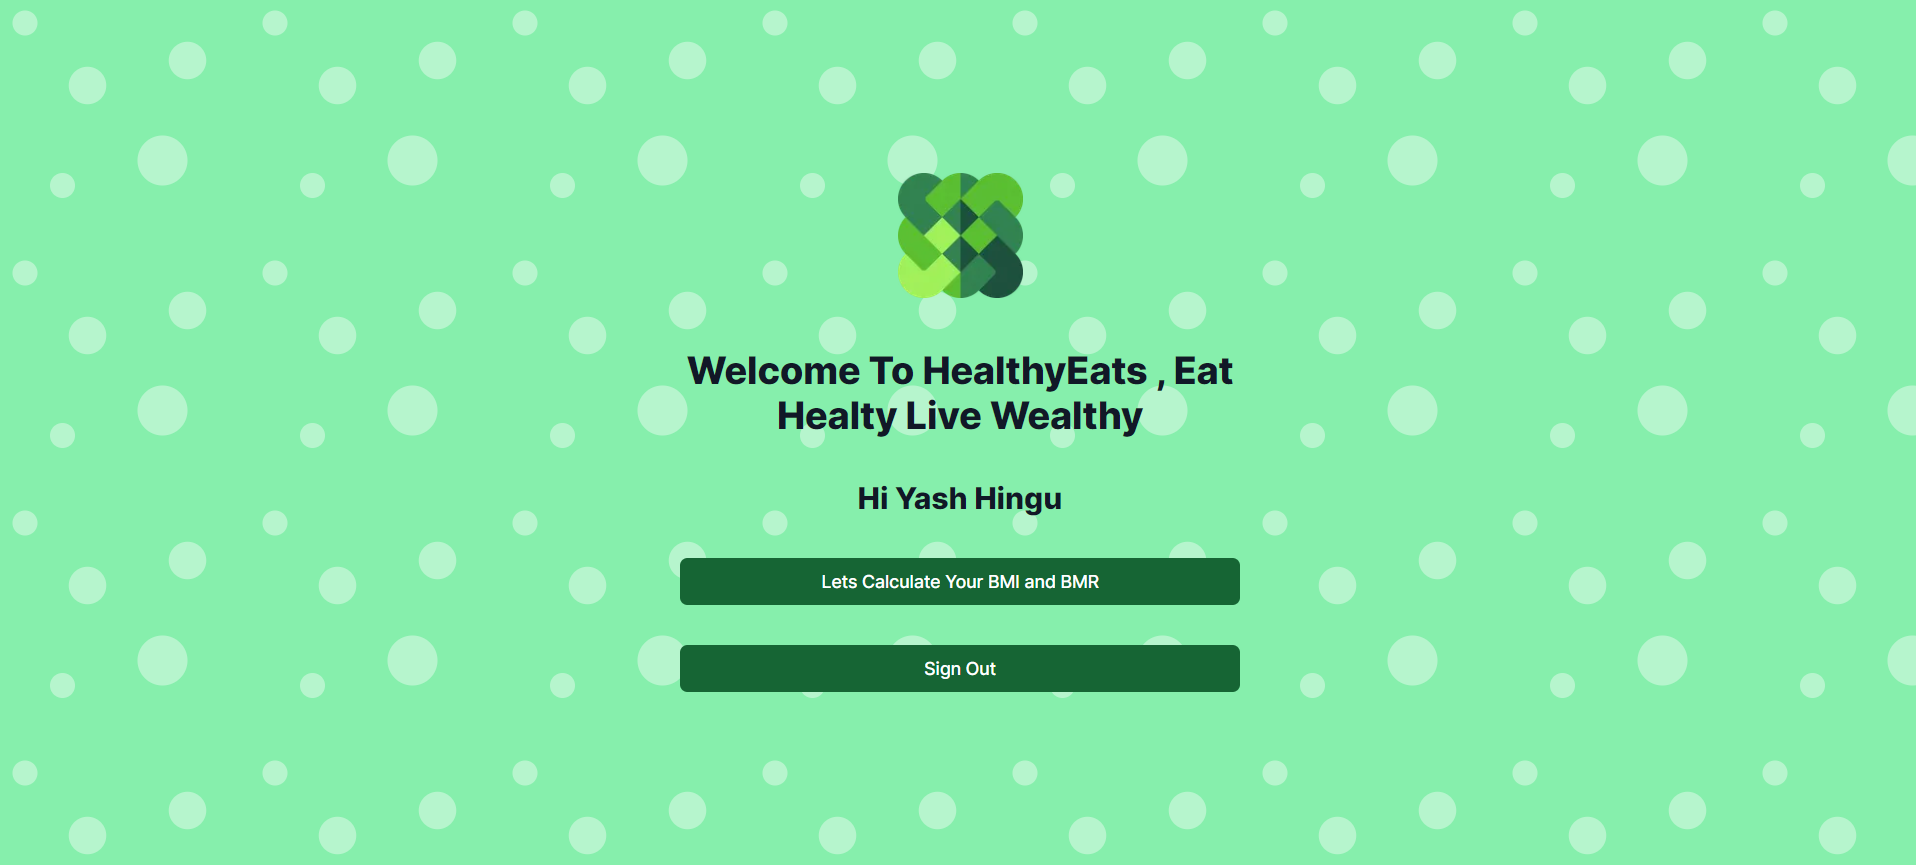 Welcome To HealthyEats , Eat
Healty Live Wealthy
Hi Yash Hingu
Lets Calculate Your BMI and BMR
Sign Out